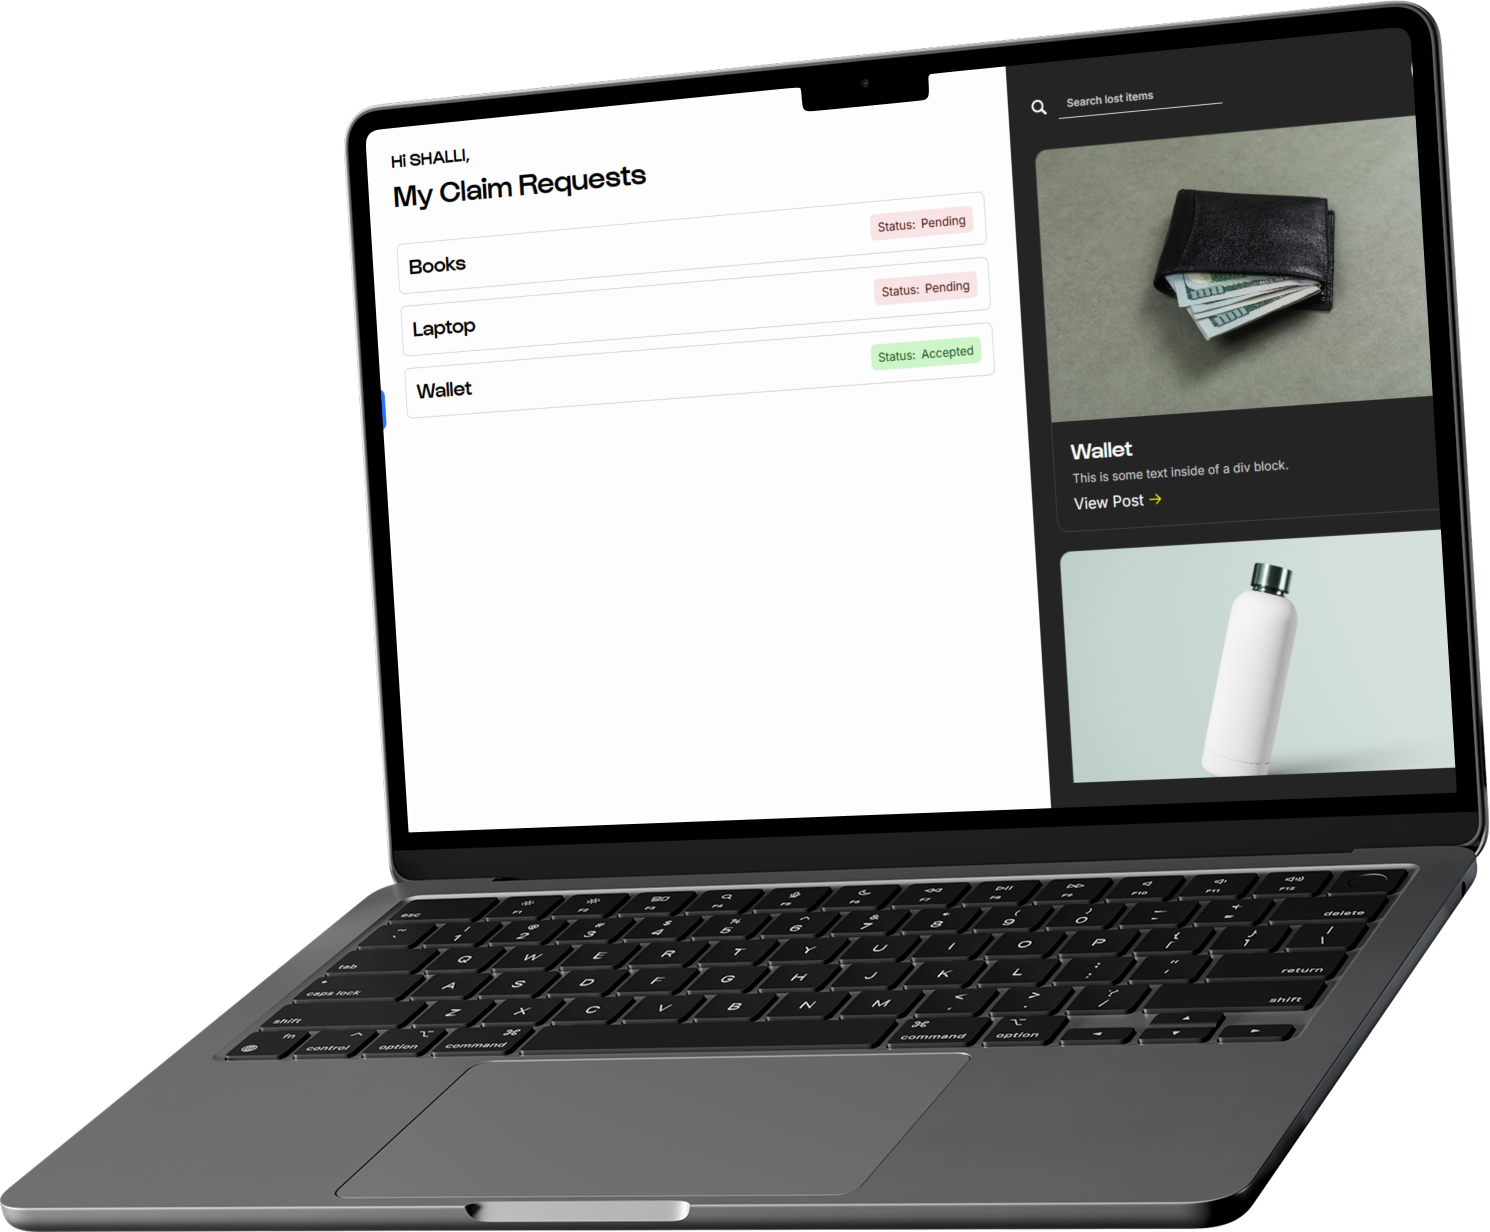 Hi SHALLI,
My Claim Requests
Books
Status: Pending
Laptop
Status: Pending
Wallet
Status: Accepted
Search lost items
Wallet
This is some text inside of a div block.
View Post →
esc F1 F2 F3 F4 F5 F6 F7 F8 F9 F10 F11 F12
~ ! 1 @ 2 # 3 $ 4 % 5 ^ 6 & 7 * 8 ( 9 ) 0 delete
tab Q W E R T Y U I O P
caps lock A S D F G H J K L return
shift Z X C V B N M shift
fn control option command command option